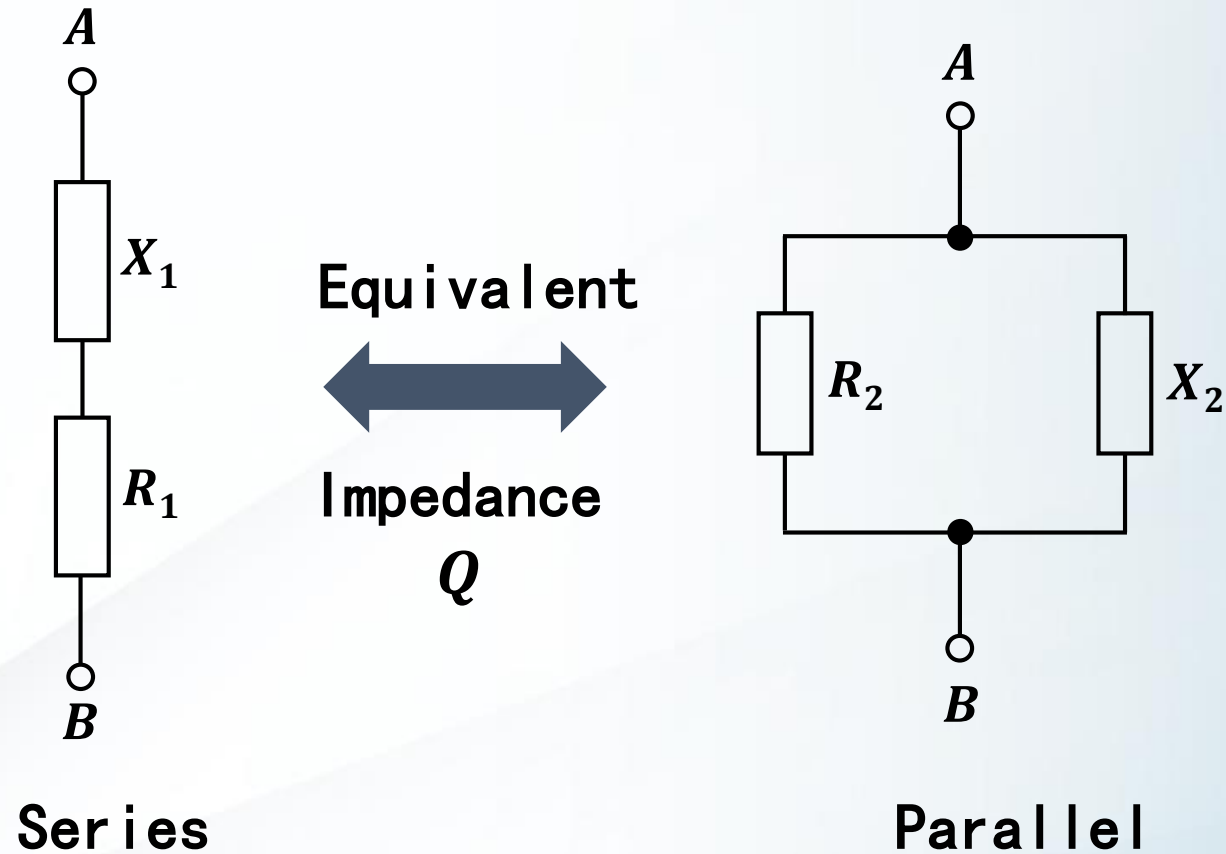 A
X₁
R₁
B
Series
Equivalent
Impedance
Q
A
R₂
X₂
B
Parallel